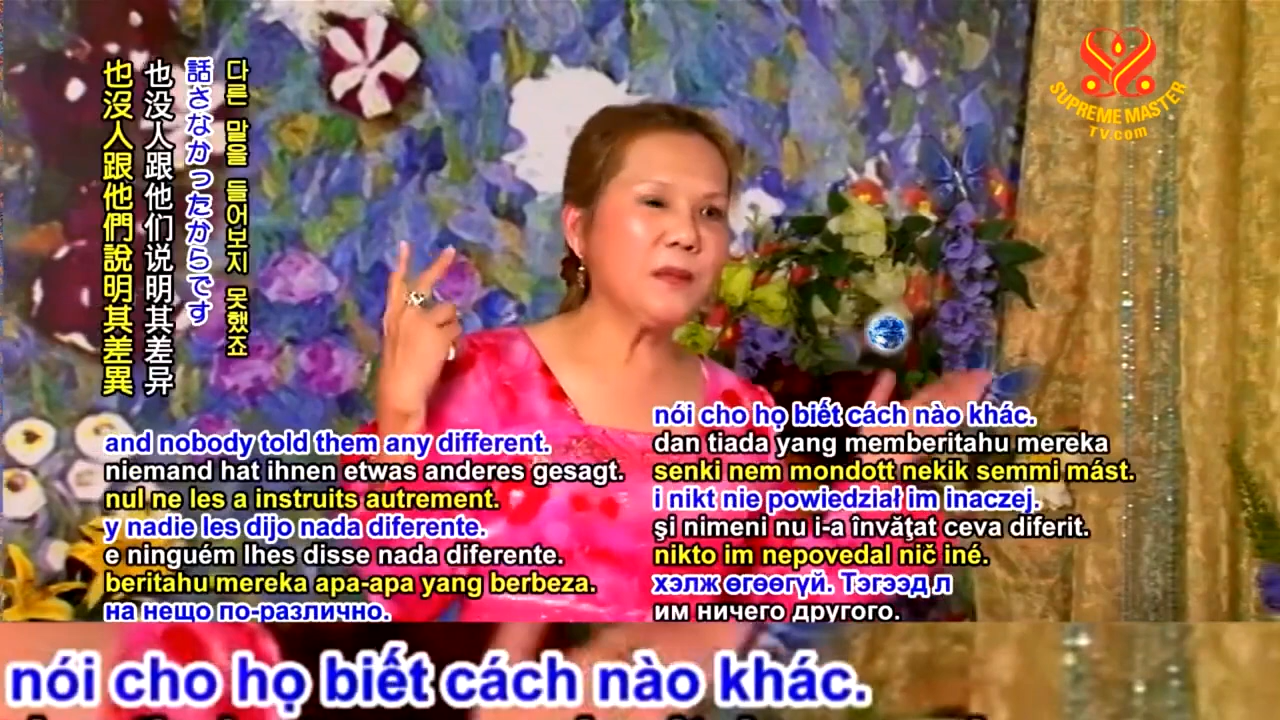 다른 말을 들어보지 못했죠
話さなかったからです
也没人跟他们说明其差异
也沒人跟他們說明其差異
SUPREME MASTER
TV.com
and nobody told them any different.
niemand hat ihnen etwas anderes gesagt.
nul ne les a instruits autrement.
y nadie les dijo nada diferente.
e ninguém lhes disse nada diferente.
beritahu mereka apa-apa yang berbeza.
на нещо по-различно.
nói cho họ biết cách nào khác.
dan tiada yang memberitahu mereka
senki nem mondott nekik semmi mást.
i nikt nie powiedział im inaczej.
şi nimeni nu i-a învăţat ceva diferit.
nikto im nepovedal nič iné.
хэлж өгөөгүй. Тэгээд л
им ничего другого.
nói cho họ biết cách nào khác.